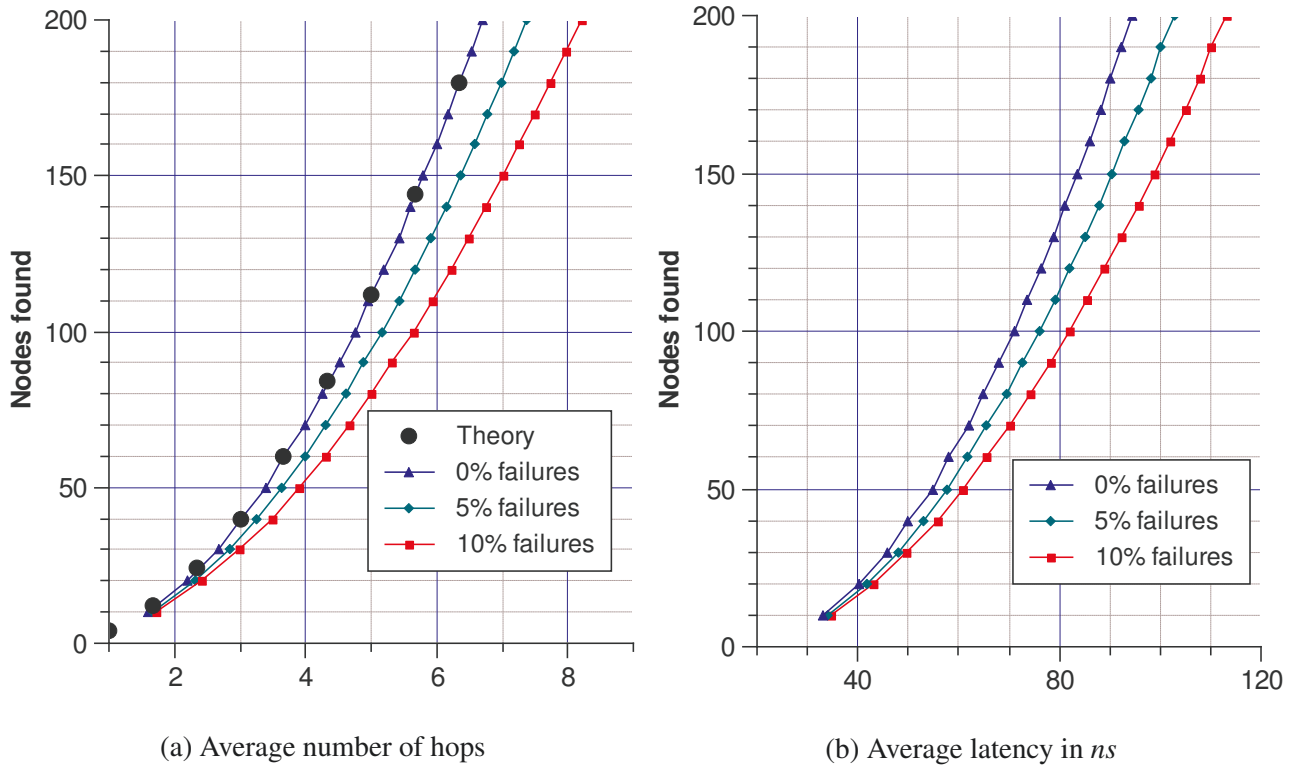 200
150
100
50
0
Nodes found
2 4 6 8
Theory
0% failures
5% failures
10% failures
(a) Average number of hops
200
150
100
50
0
Nodes found
40 80 120
0% failures
5% failures
10% failures
(b) Average latency in ns